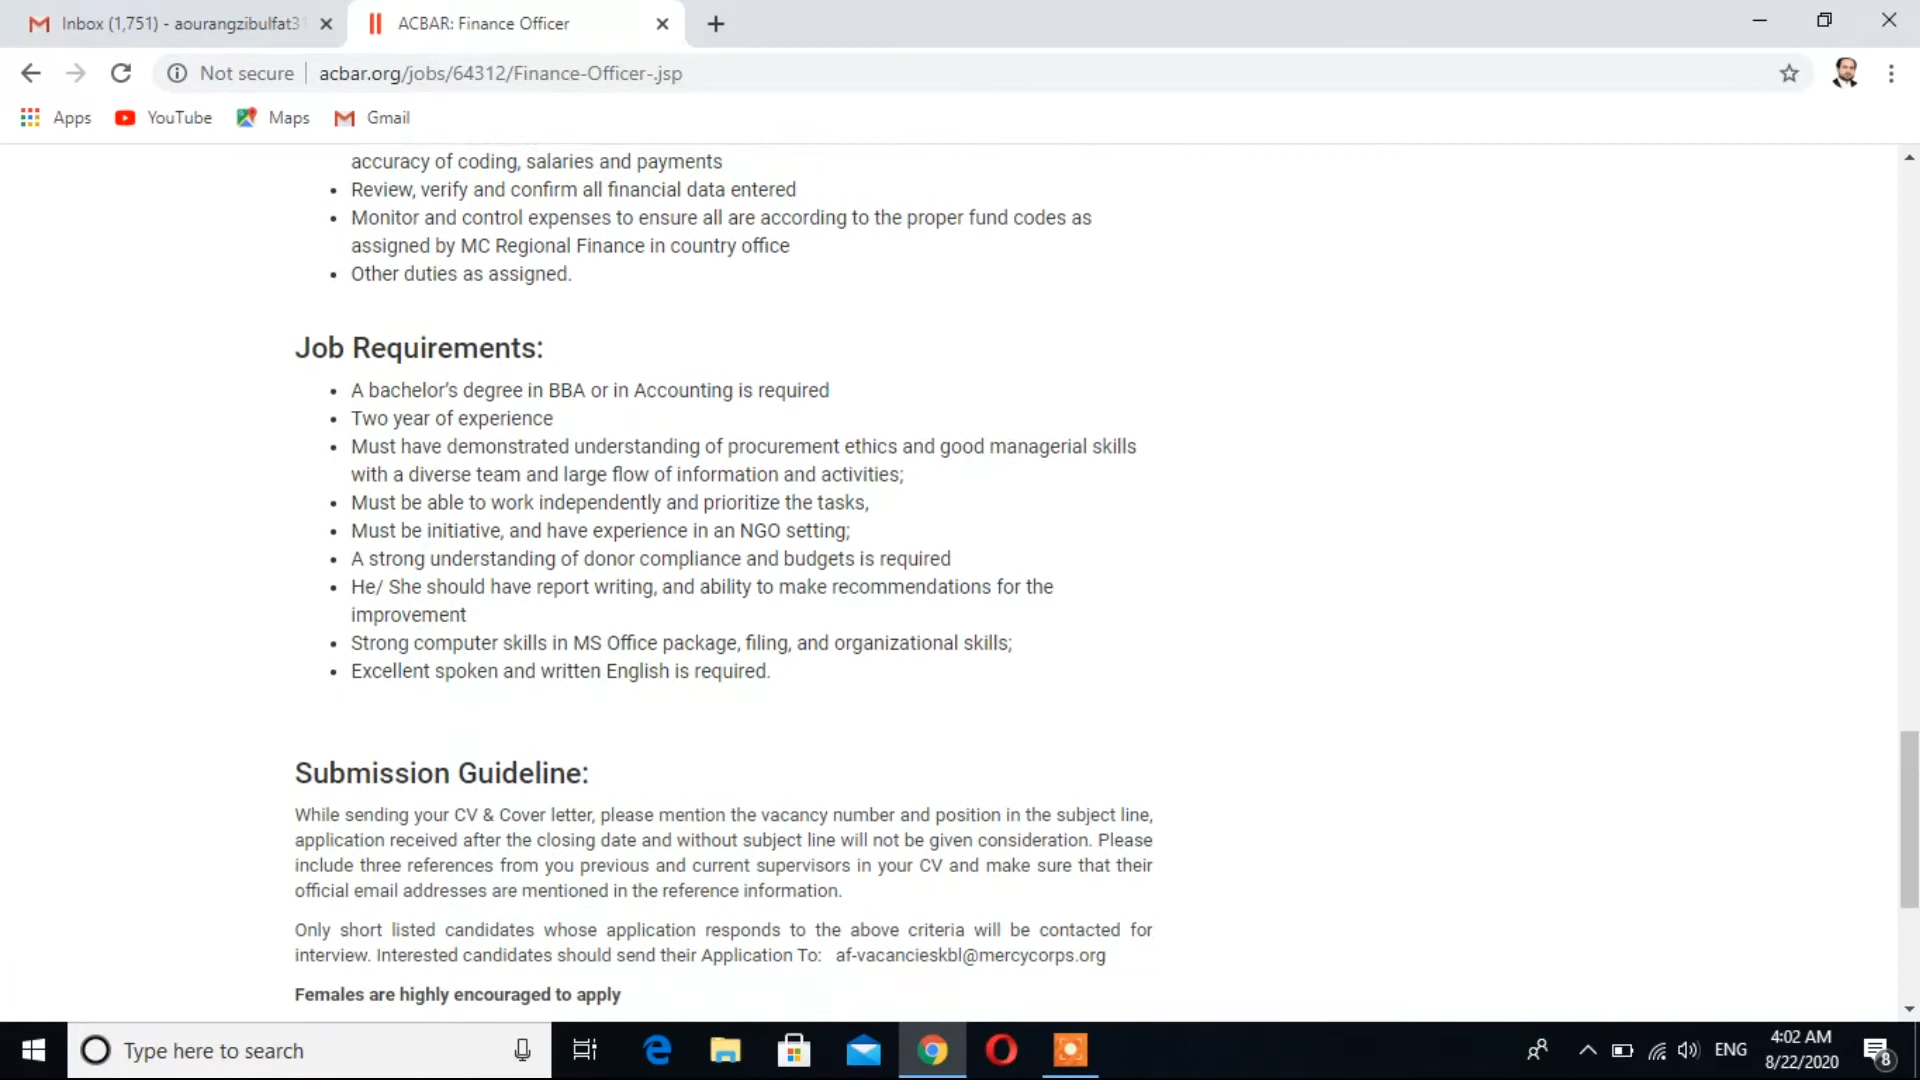 Inbox (1,751) - aourangzibulfat31
ACBAR: Finance Officer
Not secure
acbar.org/jobs/64312/Finance-Officer-.jsp
Apps
YouTube
Maps
Gmail
accuracy of coding, salaries and payments
• Review, verify and confirm all financial data entered
• Monitor and control expenses to ensure all are according to the proper fund codes as
assigned by MC Regional Finance in country office
• Other duties as assigned.
Job Requirements:
• A bachelor's degree in BBA or in Accounting is required
• Two year of experience
• Must have demonstrated understanding of procurement ethics and good managerial skills
with a diverse team and large flow of information and activities;
• Must be able to work independently and prioritize the tasks,
• Must be initiative, and have experience in an NGO setting;
• A strong understanding of donor compliance and budgets is required
• He/ She should have report writing, and ability to make recommendations for the
improvement
• Strong computer skills in MS Office package, filing, and organizational skills;
• Excellent spoken and written English is required.
Submission Guideline:
While sending your CV & Cover letter, please mention the vacancy number and position in the subject line,
application received after the closing date and without subject line will not be given consideration. Please
include three references from you previous and current supervisors in your CV and make sure that their
official email addresses are mentioned in the reference information.
Only short listed candidates whose application responds to the above criteria will be contacted for
interview. Interested candidates should send their Application To: af-vacancieskbl@mercycorps.org
Females are highly encouraged to apply
Type here to search
ENG
4:02 AM
8/22/2020
8